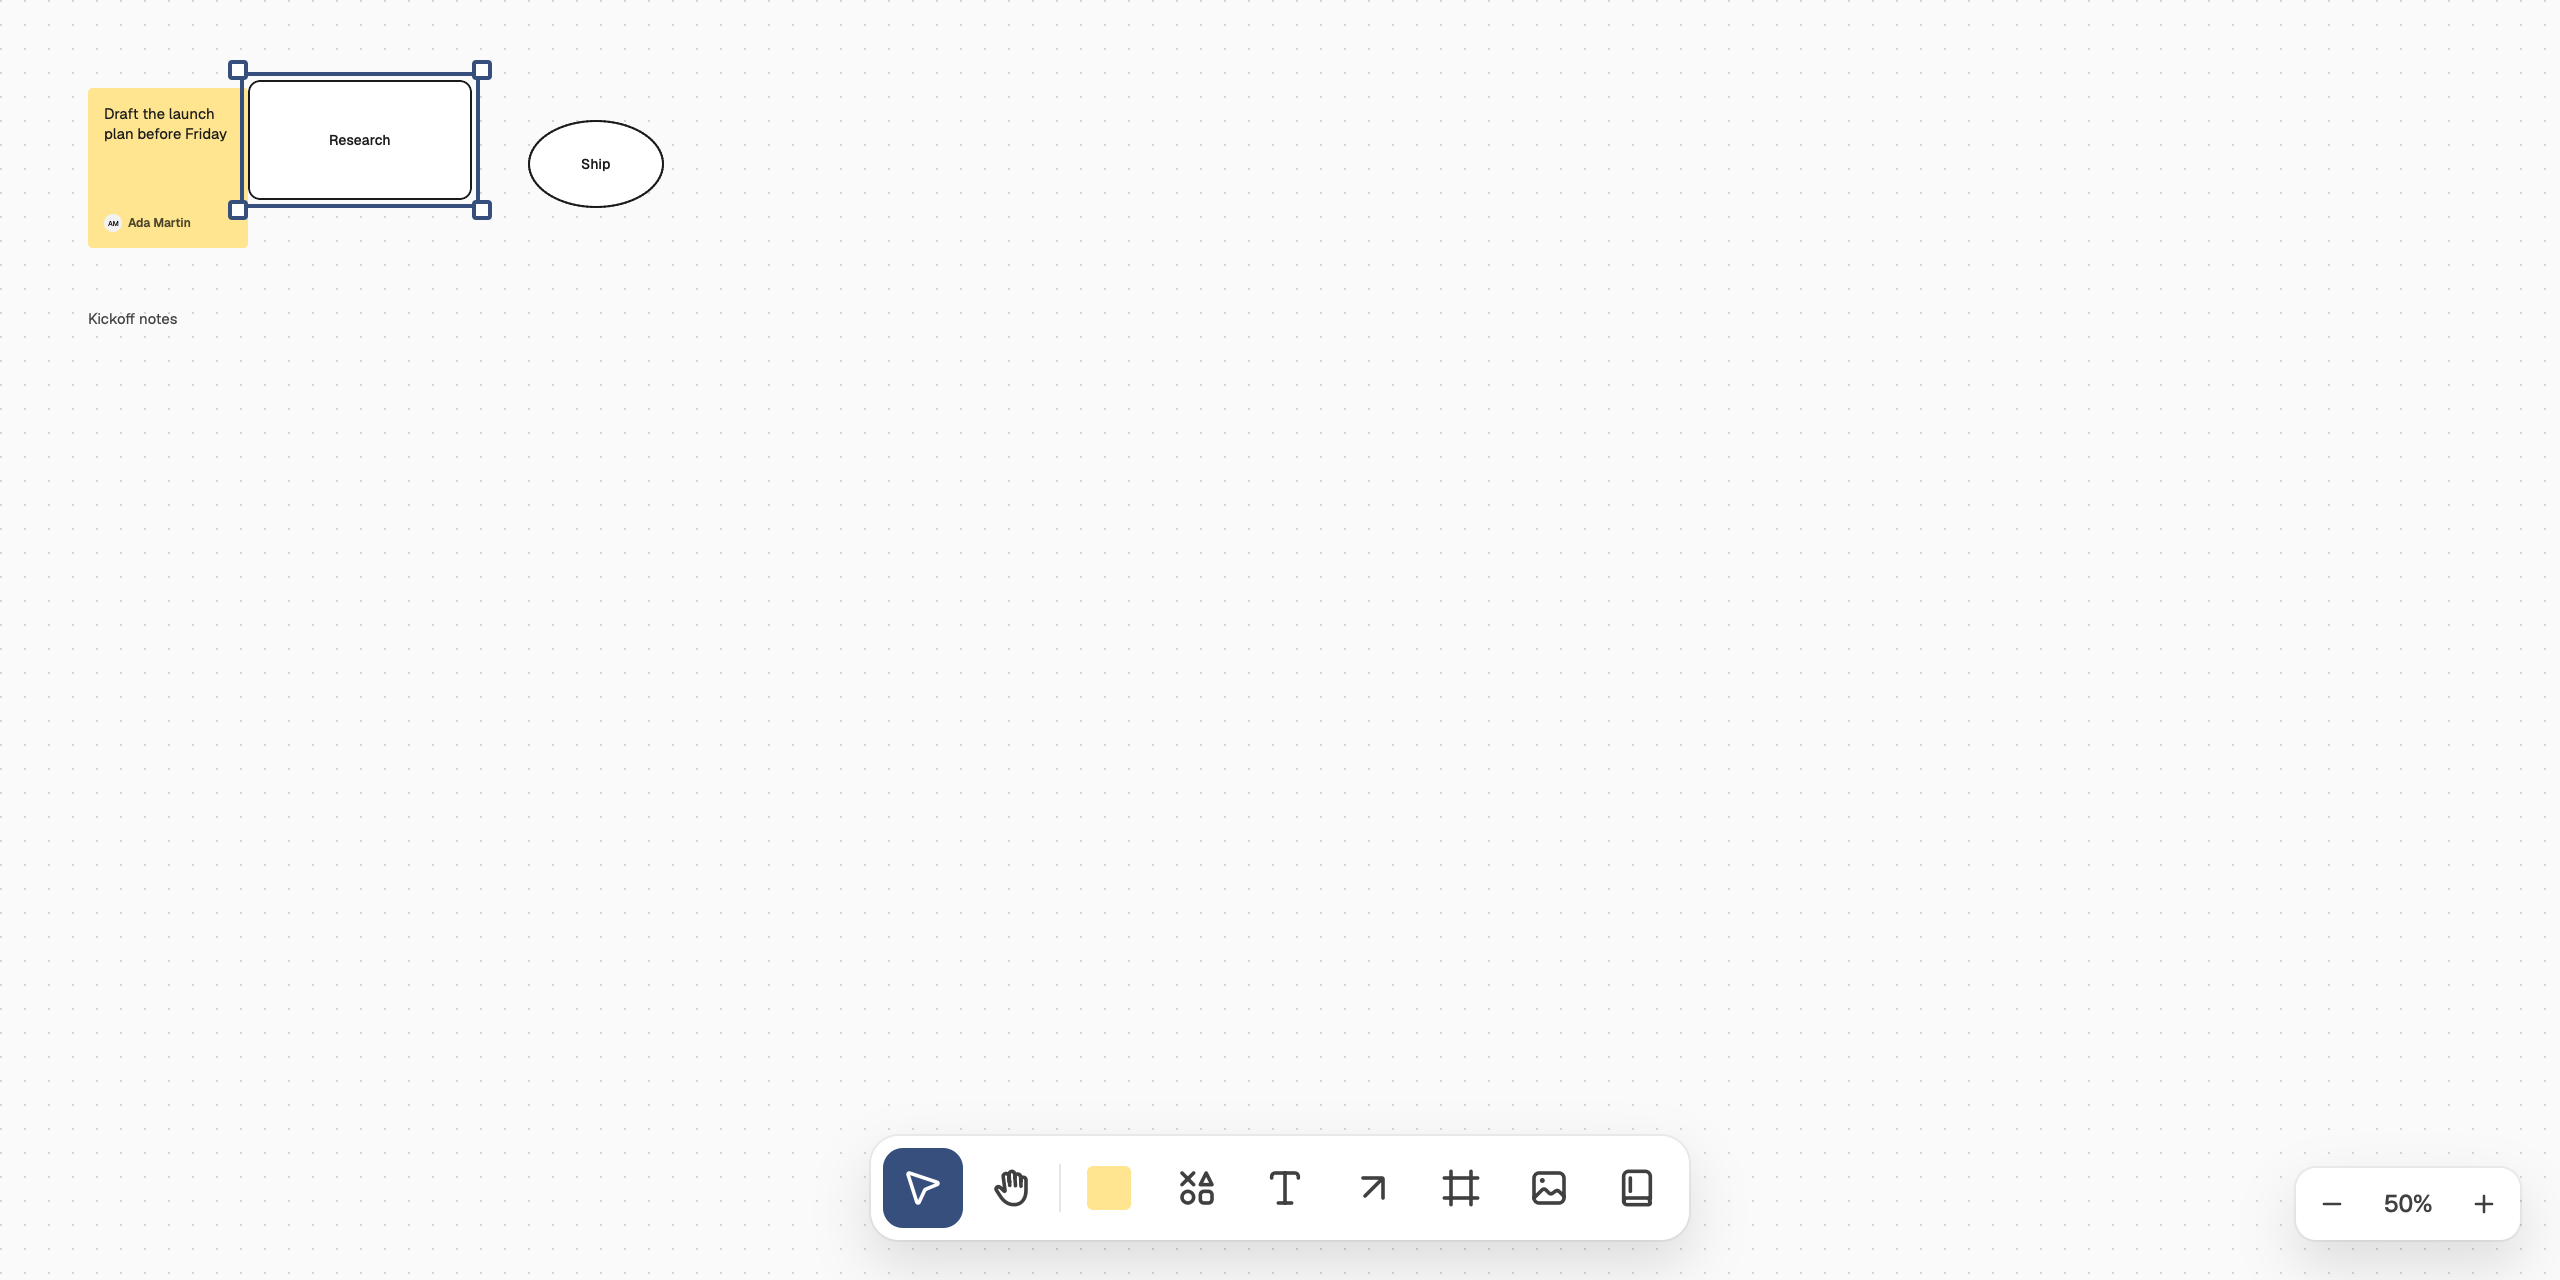 Draft the launch
plan before Friday
AM Ada Martin
Research
Ship
Kickoff notes
50%